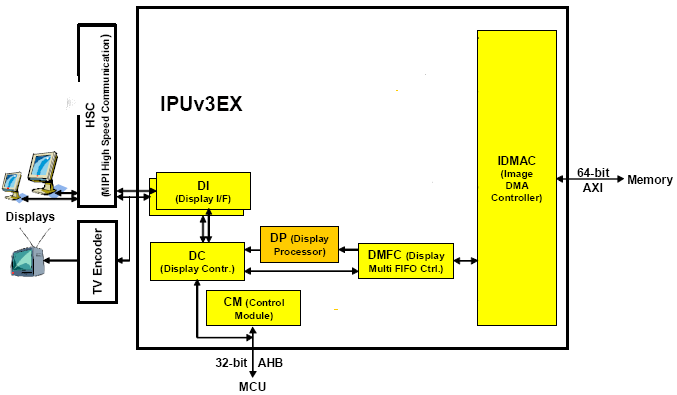 IPUv3EX
HSC
(MIPI High Speed Communication)
Displays
TV Encoder
DI
(Display I/F)
DC
(Display Contr.)
DP (Display
Processor)
DMFC (Display
Multi FIFO Ctrl.)
CM (Control
Module)
IDMAC
(Image
DMA
Controller)
64-bit
AXI
Memory
32-bit AHB
MCU